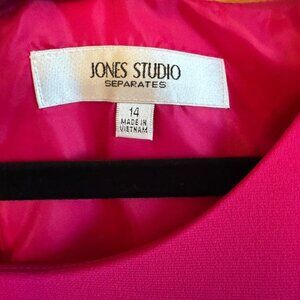 JONES STUDIO
SEPARATES
14
MADE IN
VIETNAM